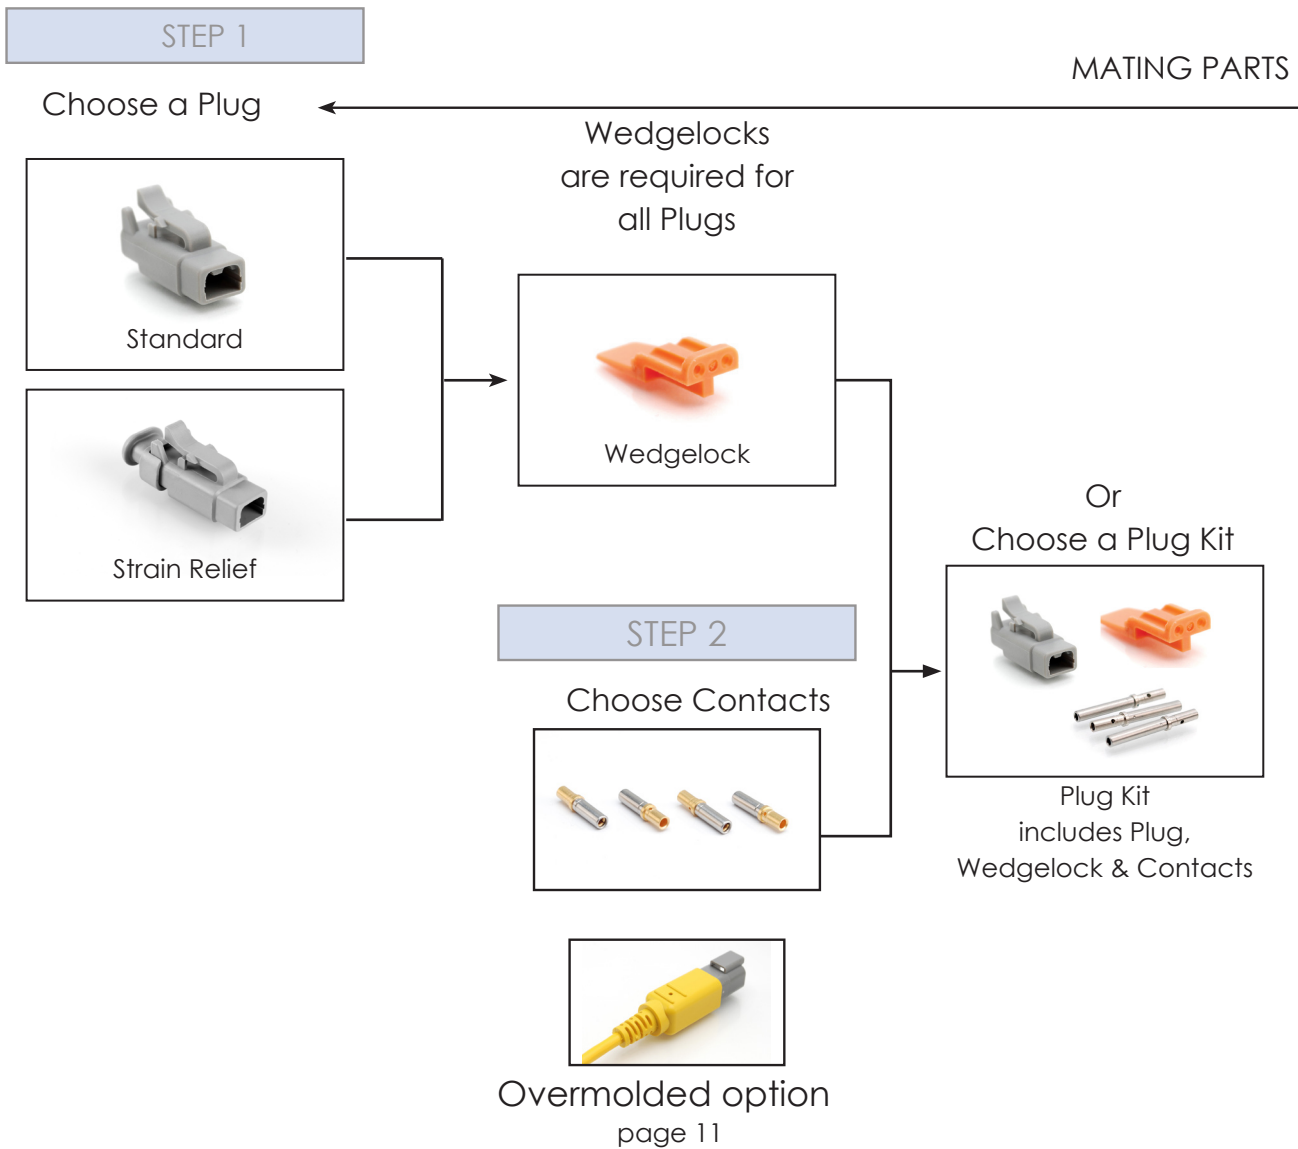 STEP 1
MATING PARTS
Choose a Plug
Wedgelocks
are required for
all Plugs
Standard
Wedgelock
Strain Relief
Or
Choose a Plug Kit
STEP 2
Choose Contacts
Plug Kit
includes Plug,
Wedgelock & Contacts
Overmolded option
page 11